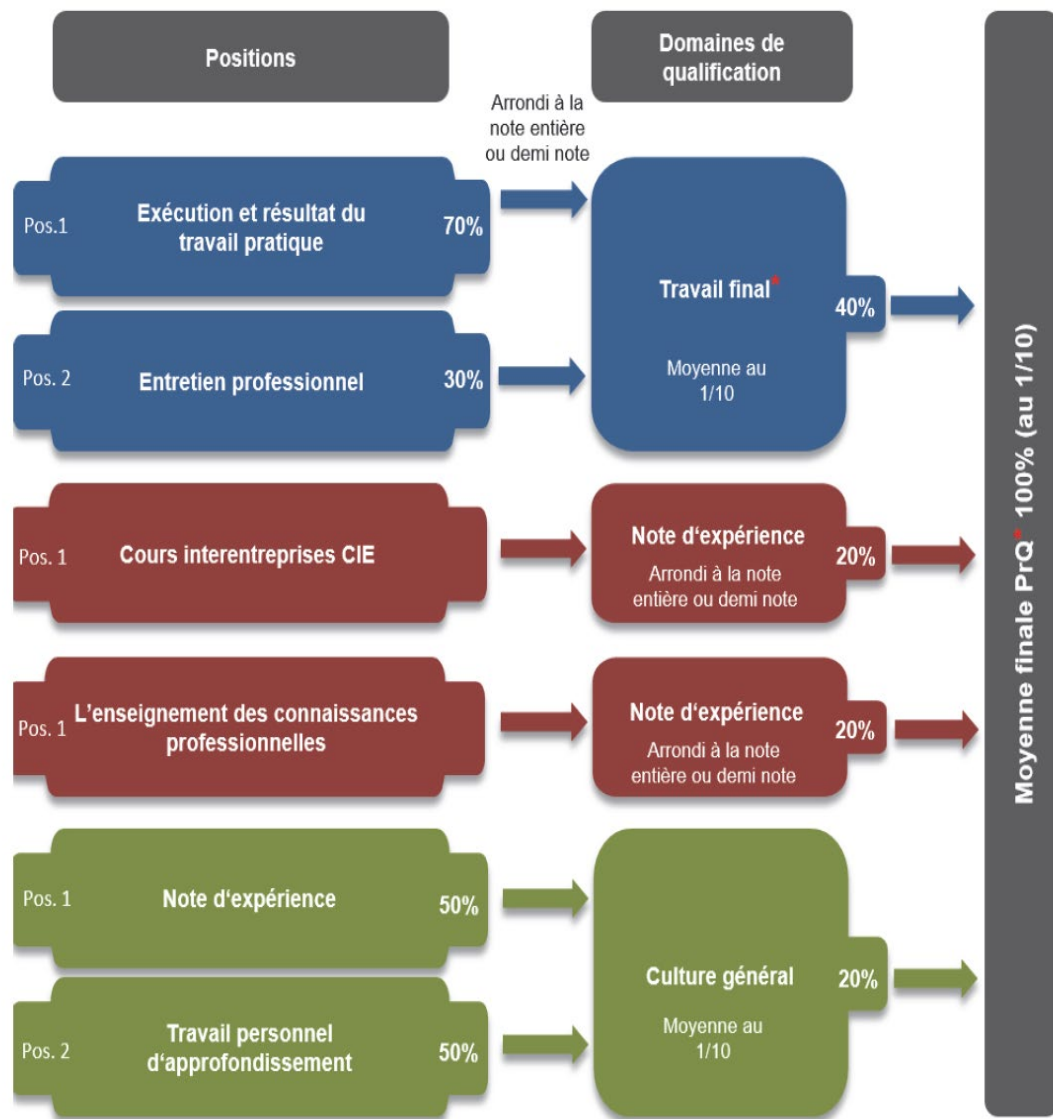 Positions
Domaines de
qualification
Arrondi à la
note entière
ou demi note
Pos.1
Exécution et résultat du
travail pratique
70%
Pos. 2
Entretien professionnel
30%
Travail final*
Moyenne au
1/10
40%
Pos. 1
Cours interentreprises CIE
Note d‘expérience
Arrondi à la note
entière ou demi note
20%
Pos. 1
L’enseignement des connaissances
professionnelles
Note d‘expérience
Arrondi à la note
entière ou demi note
20%
Pos. 1
Note d‘expérience
50%
Pos. 2
Travail personnel
d‘approfondissement
50%
Culture général
Moyenne au
1/10
20%
Moyenne finale PrQ* 100% (au 1/10)